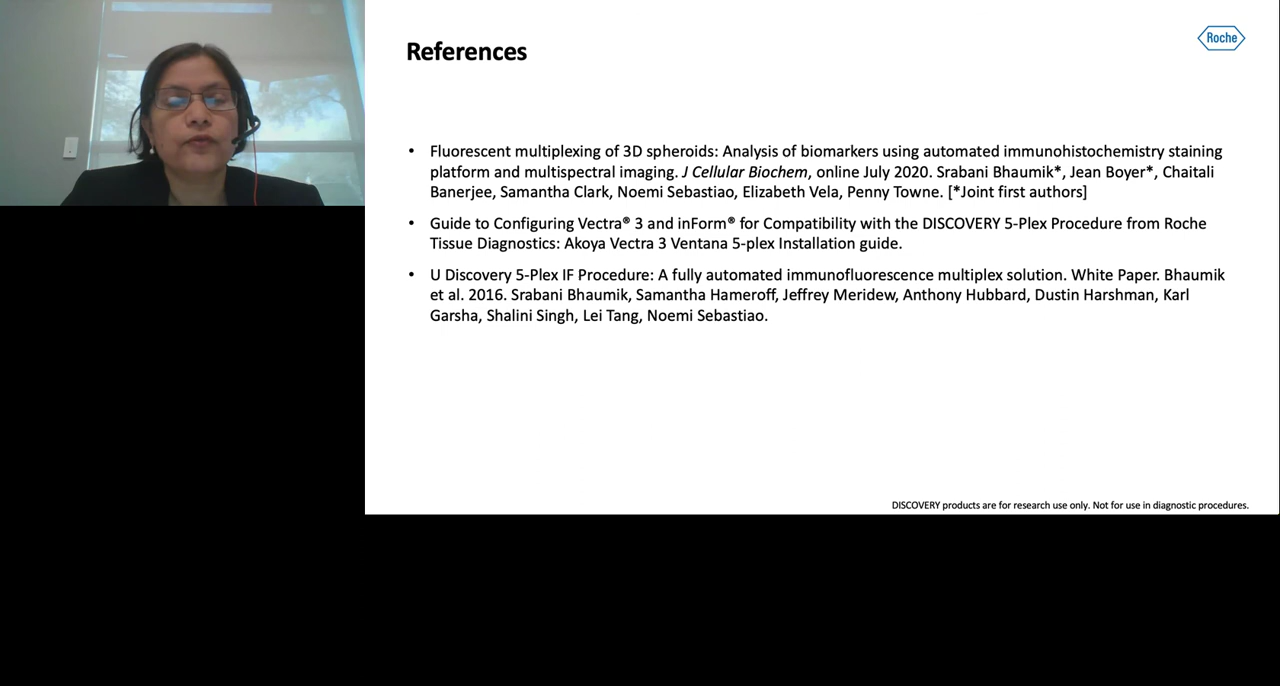 References
Roche
• Fluorescent multiplexing of 3D spheroids: Analysis of biomarkers using automated immunohistochemistry staining
platform and multispectral imaging. J Cellular Biochem, online July 2020. Srabani Bhaumik*, Jean Boyer*, Chaitali
Banerjee, Samantha Clark, Noemi Sebastiao, Elizabeth Vela, Penny Towne. [*Joint first authors]
• Guide to Configuring Vectra® 3 and inForm® for Compatibility with the DISCOVERY 5-Plex Procedure from Roche
Tissue Diagnostics: Akoya Vectra 3 Ventana 5-plex Installation guide.
• U Discovery 5-Plex IF Procedure: A fully automated immunofluorescence multiplex solution. White Paper. Bhaumik
et al. 2016. Srabani Bhaumik, Samantha Hameroff, Jeffrey Meridew, Anthony Hubbard, Dustin Harshman, Karl
Garsha, Shalini Singh, Lei Tang, Noemi Sebastiao.
DISCOVERY products are for research use only. Not for use in diagnostic procedures.